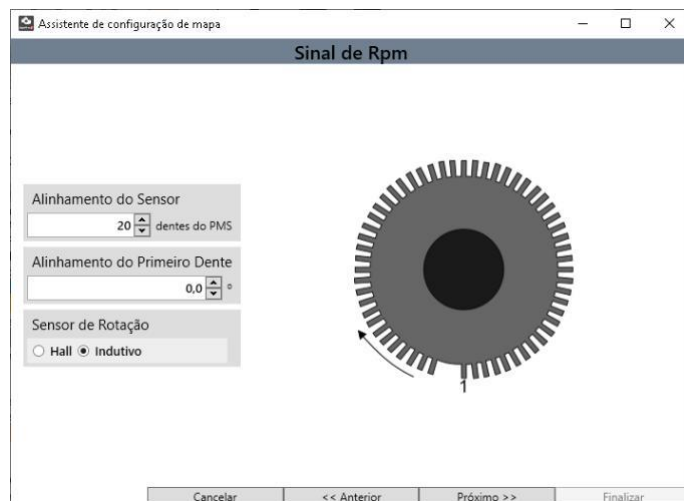 Assistente de configuração de mapa
Sinal de Rpm
Alinhamento do Sensor
20 dentes do PMS
Alinhamento do Primeiro Dente
0,0 °
Sensor de Rotação
Hall Indutivo
1
Cancelar << Anterior Próximo >> Finalizar